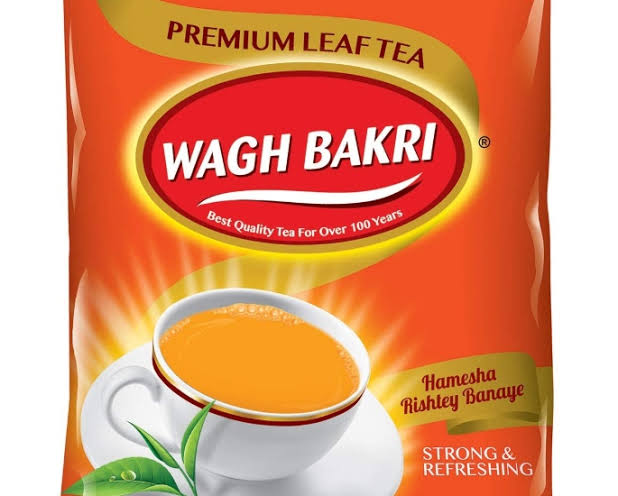 PREMIUM LEAF TEA
WAGH BAKRI
®
Best Quality Tea For Over 100 Years
Hamesha
Rishtey Banaye
STRONG &
REFRESHING